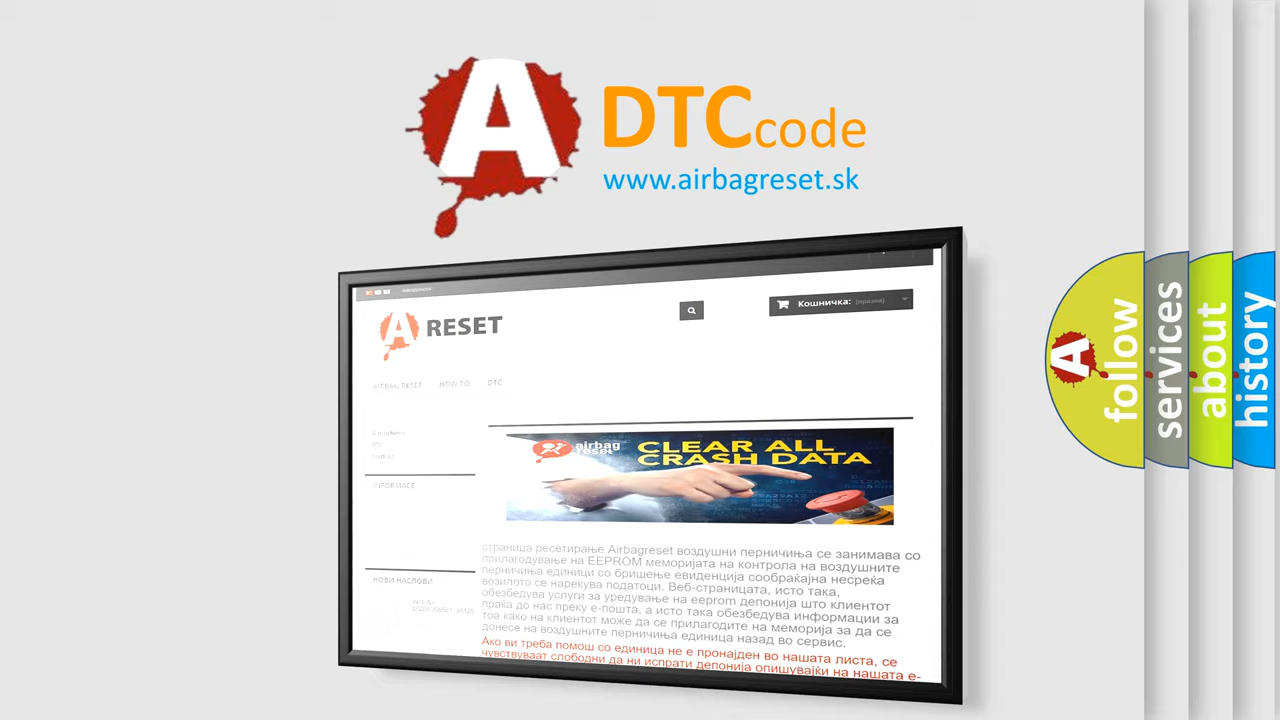 DTC code
www.airbagreset.sk
Кошничка: (празни)
A RESET
AIRBAG RESET HOW TO DTC
airbag
reset
CLEAR ALL
CRASH DATA
INFORMACE
НОВИ НАСЛОВИ
страница ресетирање Airbagreset воздушни перничиња се занимава со
прилагодување на EEPROM меморијата на контрола на воздушните
перничиња единици со бришење евиденција сообраќајна несреќа
возилото се нарекува податоци. Веб-страницата, исто така,
обезбедува услуги за уредување на eeprom депонија што клиентот
праќа до нас преку е-пошта, а исто така обезбедува информации за
тоа како на клиентот може да се прилагодите на меморија за да се
донесе на воздушните перничиња единица назад во сервис.
Ако ви треба помош со единица не е пронајден во нашата листа, се
чувствуваат слободни да ни испрати депонија опишувајќи на нашата е-
A follow
services
about
history